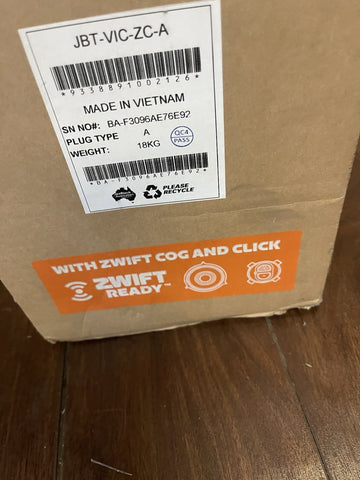 JBT-VIC-ZC-A
*9338891002126*
MADE IN VIETNAM
SN NO#: BA-F3096AE76E92
PLUG TYPE A
WEIGHT: 18KG
QC4
PASS
*BA-F3096AE76E92*
PLEASE
RECYCLE
WITH ZWIFT COG AND CLICK
ZWIFT
READY™